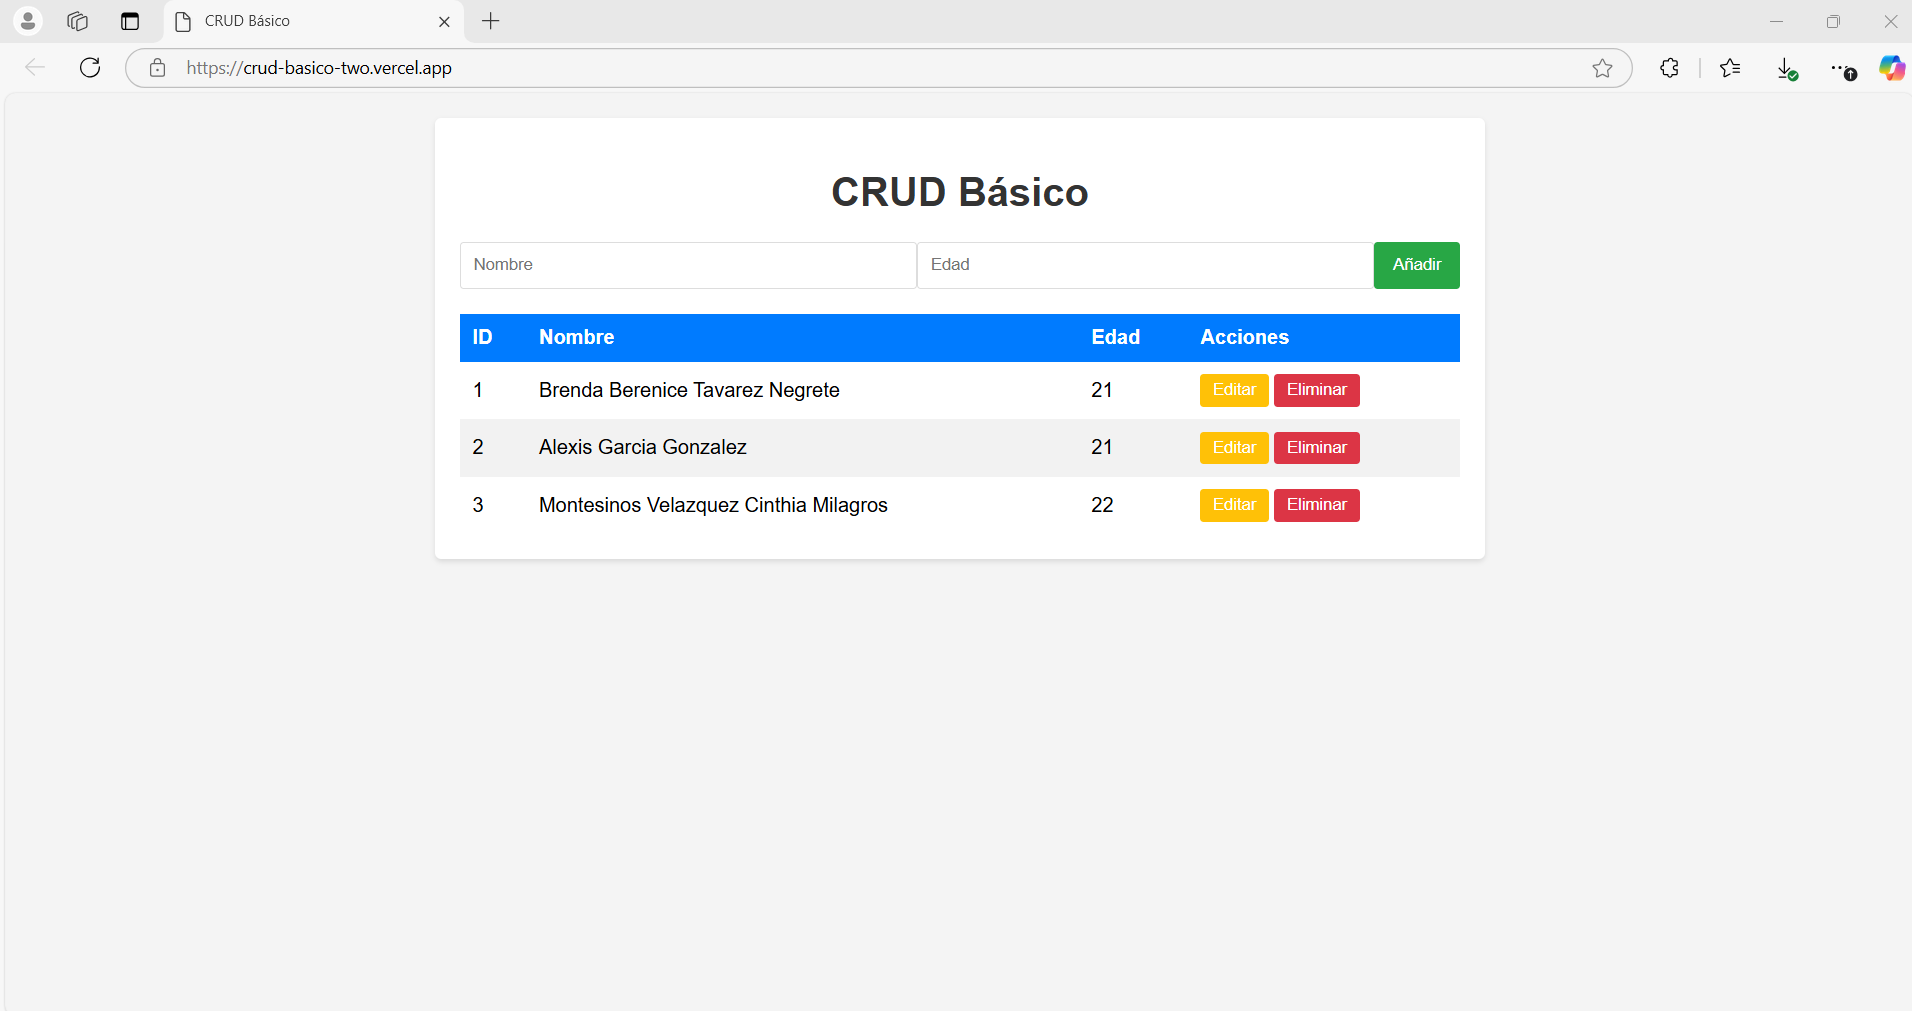 CRUD Básico
https://crud-basico-two.vercel.app
CRUD Básico
Nombre Edad Añadir
ID Nombre Edad Acciones
1 Brenda Berenice Tavarez Negrete 21 Editar Eliminar
2 Alexis Garcia Gonzalez 21 Editar Eliminar
3 Montesinos Velazquez Cinthia Milagros 22 Editar Eliminar